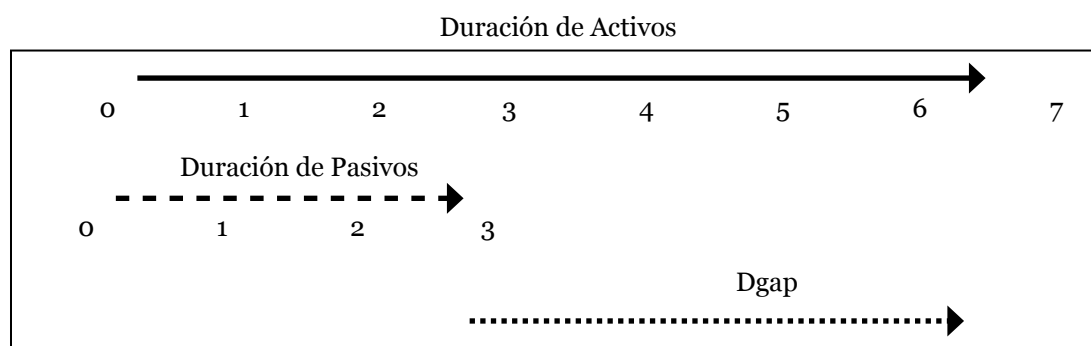 Duración de Activos
0 1 2 3 4 5 6 7
Duración de Pasivos
0 1 2 3
Dgap